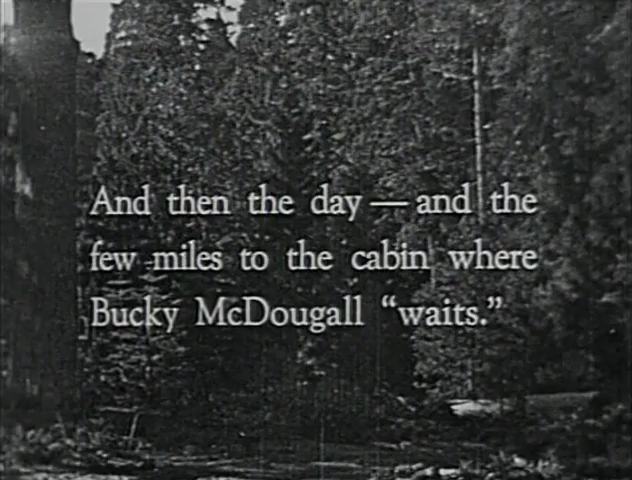 And then the day — and the
few miles to the cabin where
Bucky McDougall “waits.”